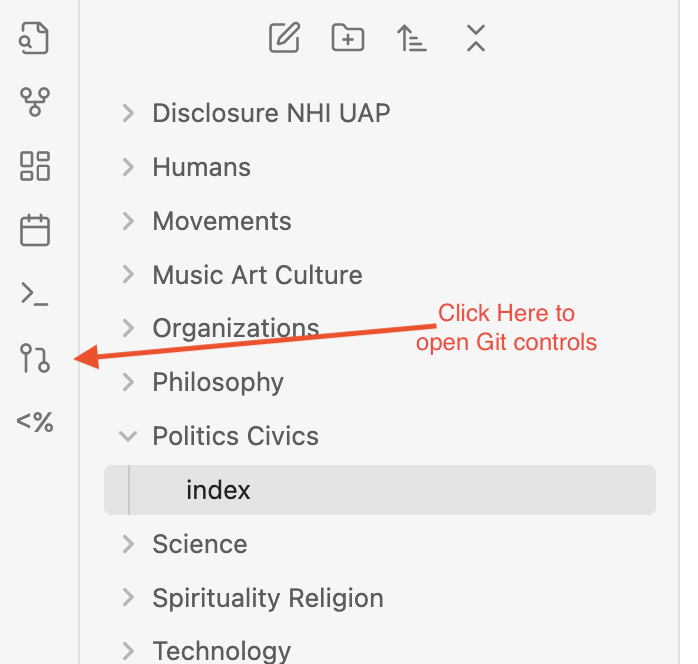 Disclosure NHI UAP
Humans
Movements
Music Art Culture
Organizations
Click Here to
open Git controls
Philosophy
<%
Politics Civics
index
Science
Spirituality Religion
Technology